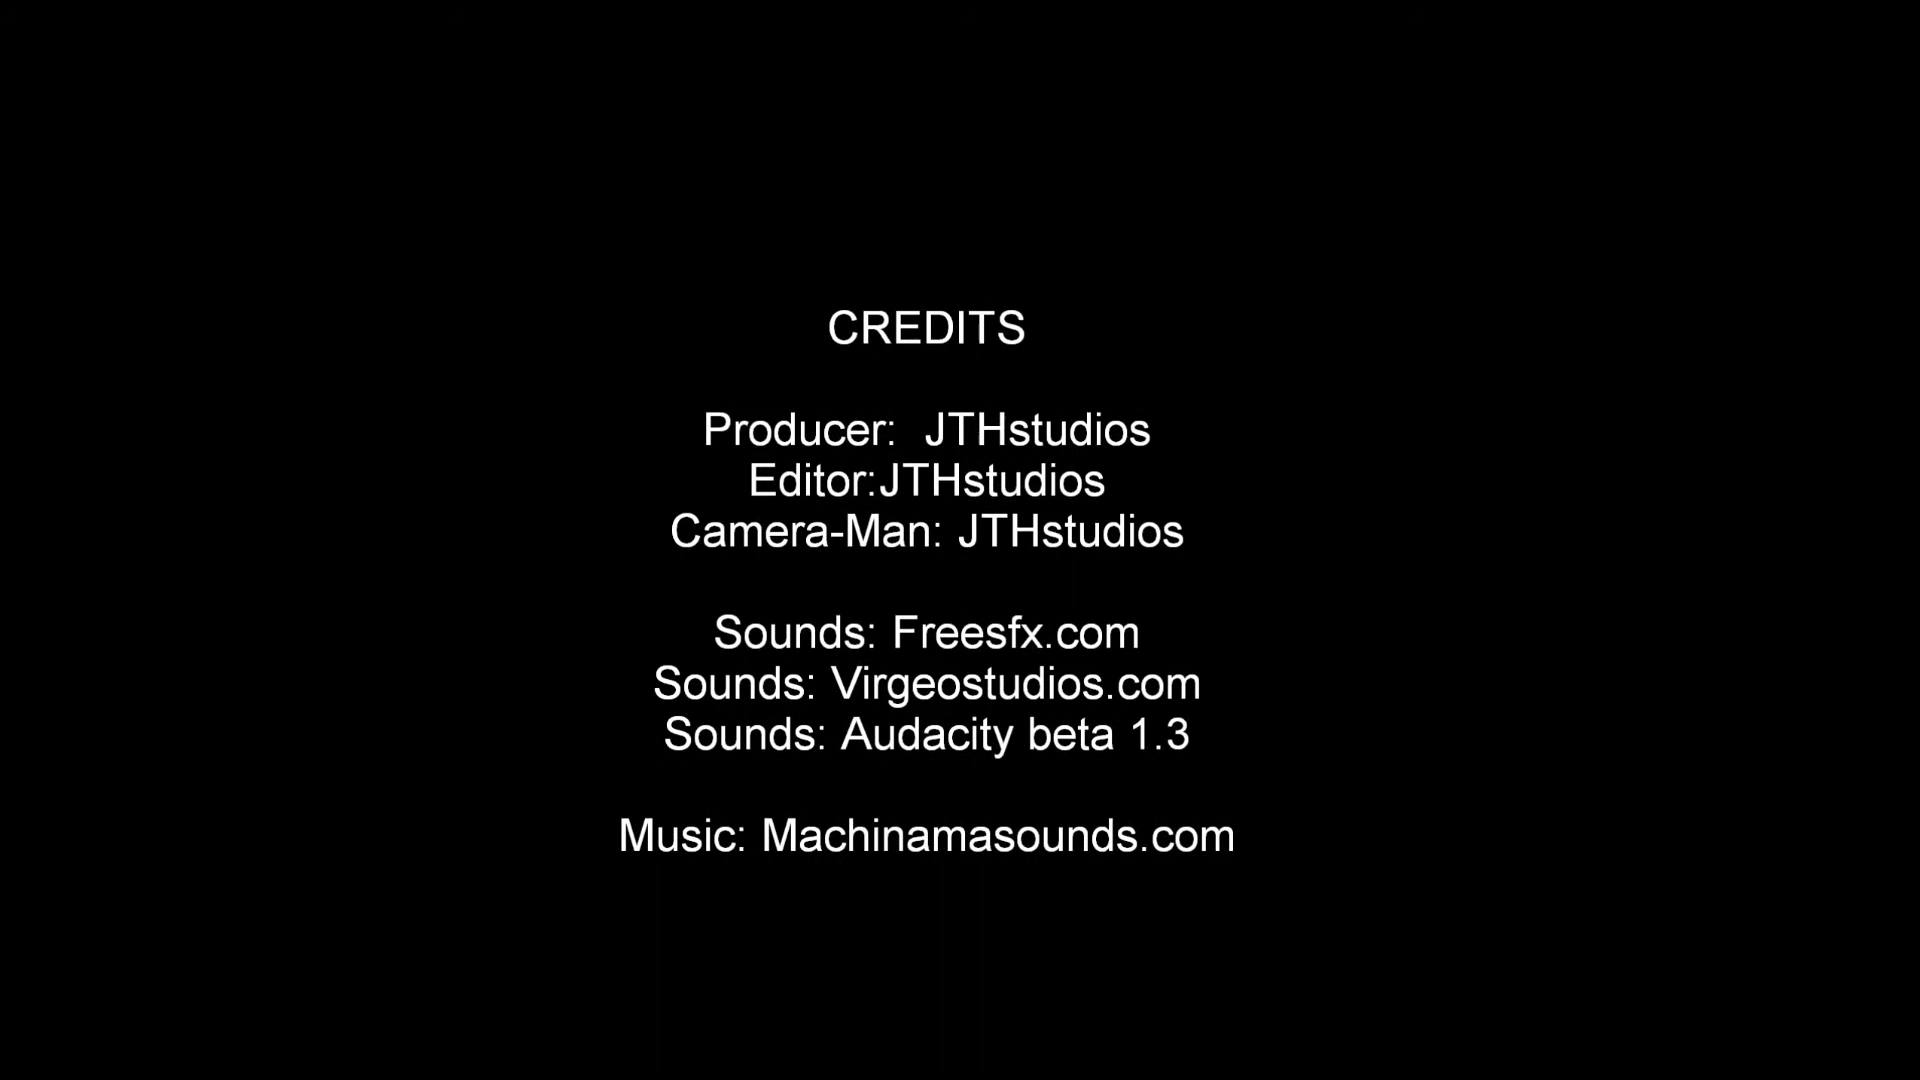 CREDITS
Producer:  JTHstudios
Editor:JTHstudios
Camera-Man: JTHstudios
Sounds: Freesfx.com
Sounds: Virgeostudios.com
Sounds: Audacity beta 1.3
Music: Machinamasounds.com